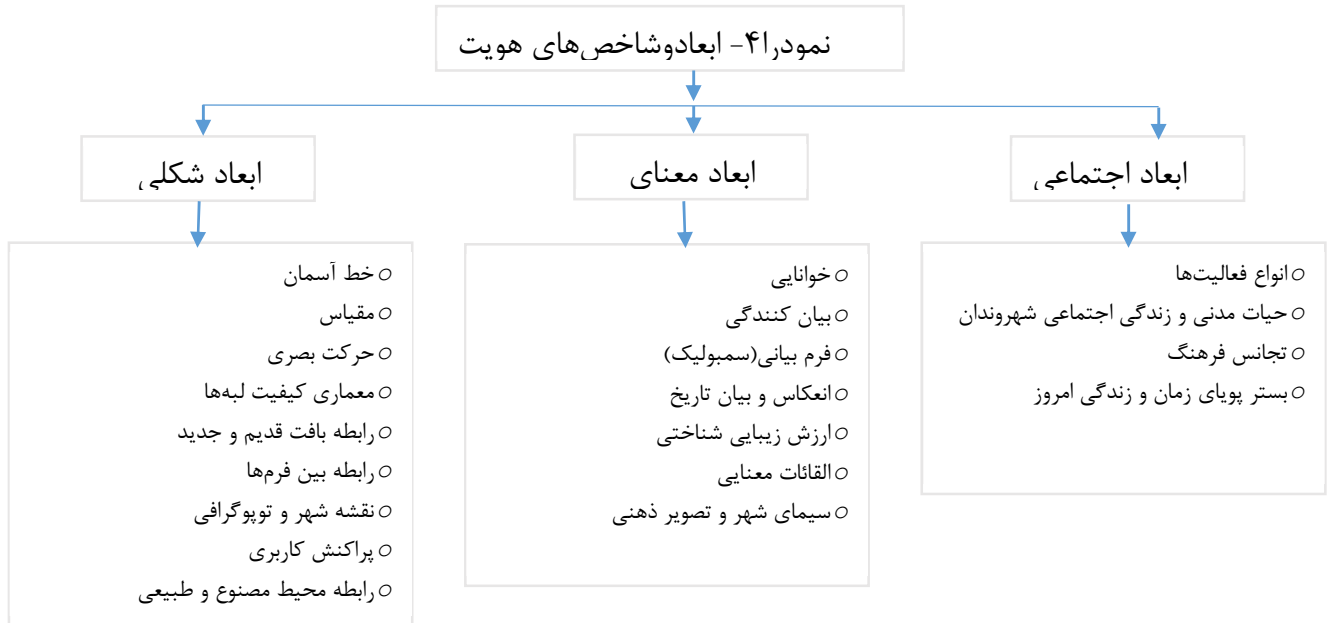 نمودرا۴- ابعادوشاخص‌های هویت
ابعاد اجتماعی
انواع فعالیت‌ها
حیات مدنی و زندگی اجتماعی شهروندان
تجانس فرهنگ
بستر پویای زمان و زندگی امروز
ابعاد معنای
خوانایی
بیان کنندگی
فرم بیانی(سمبولیک)
انعکاس و بیان تاریخ
ارزش زیبایی شناختی
القائات معنایی
سیمای شهر و تصویر ذهنی
ابعاد شکلی
خط آسمان
مقیاس
حرکت بصری
معماری کیفیت لبه‌ها
رابطه بافت قدیم و جدید
رابطه بین فرم‌ها
نقشه شهر و توپوگرافی
پراکنش کاربری
رابطه محیط مصنوع و طبیعی